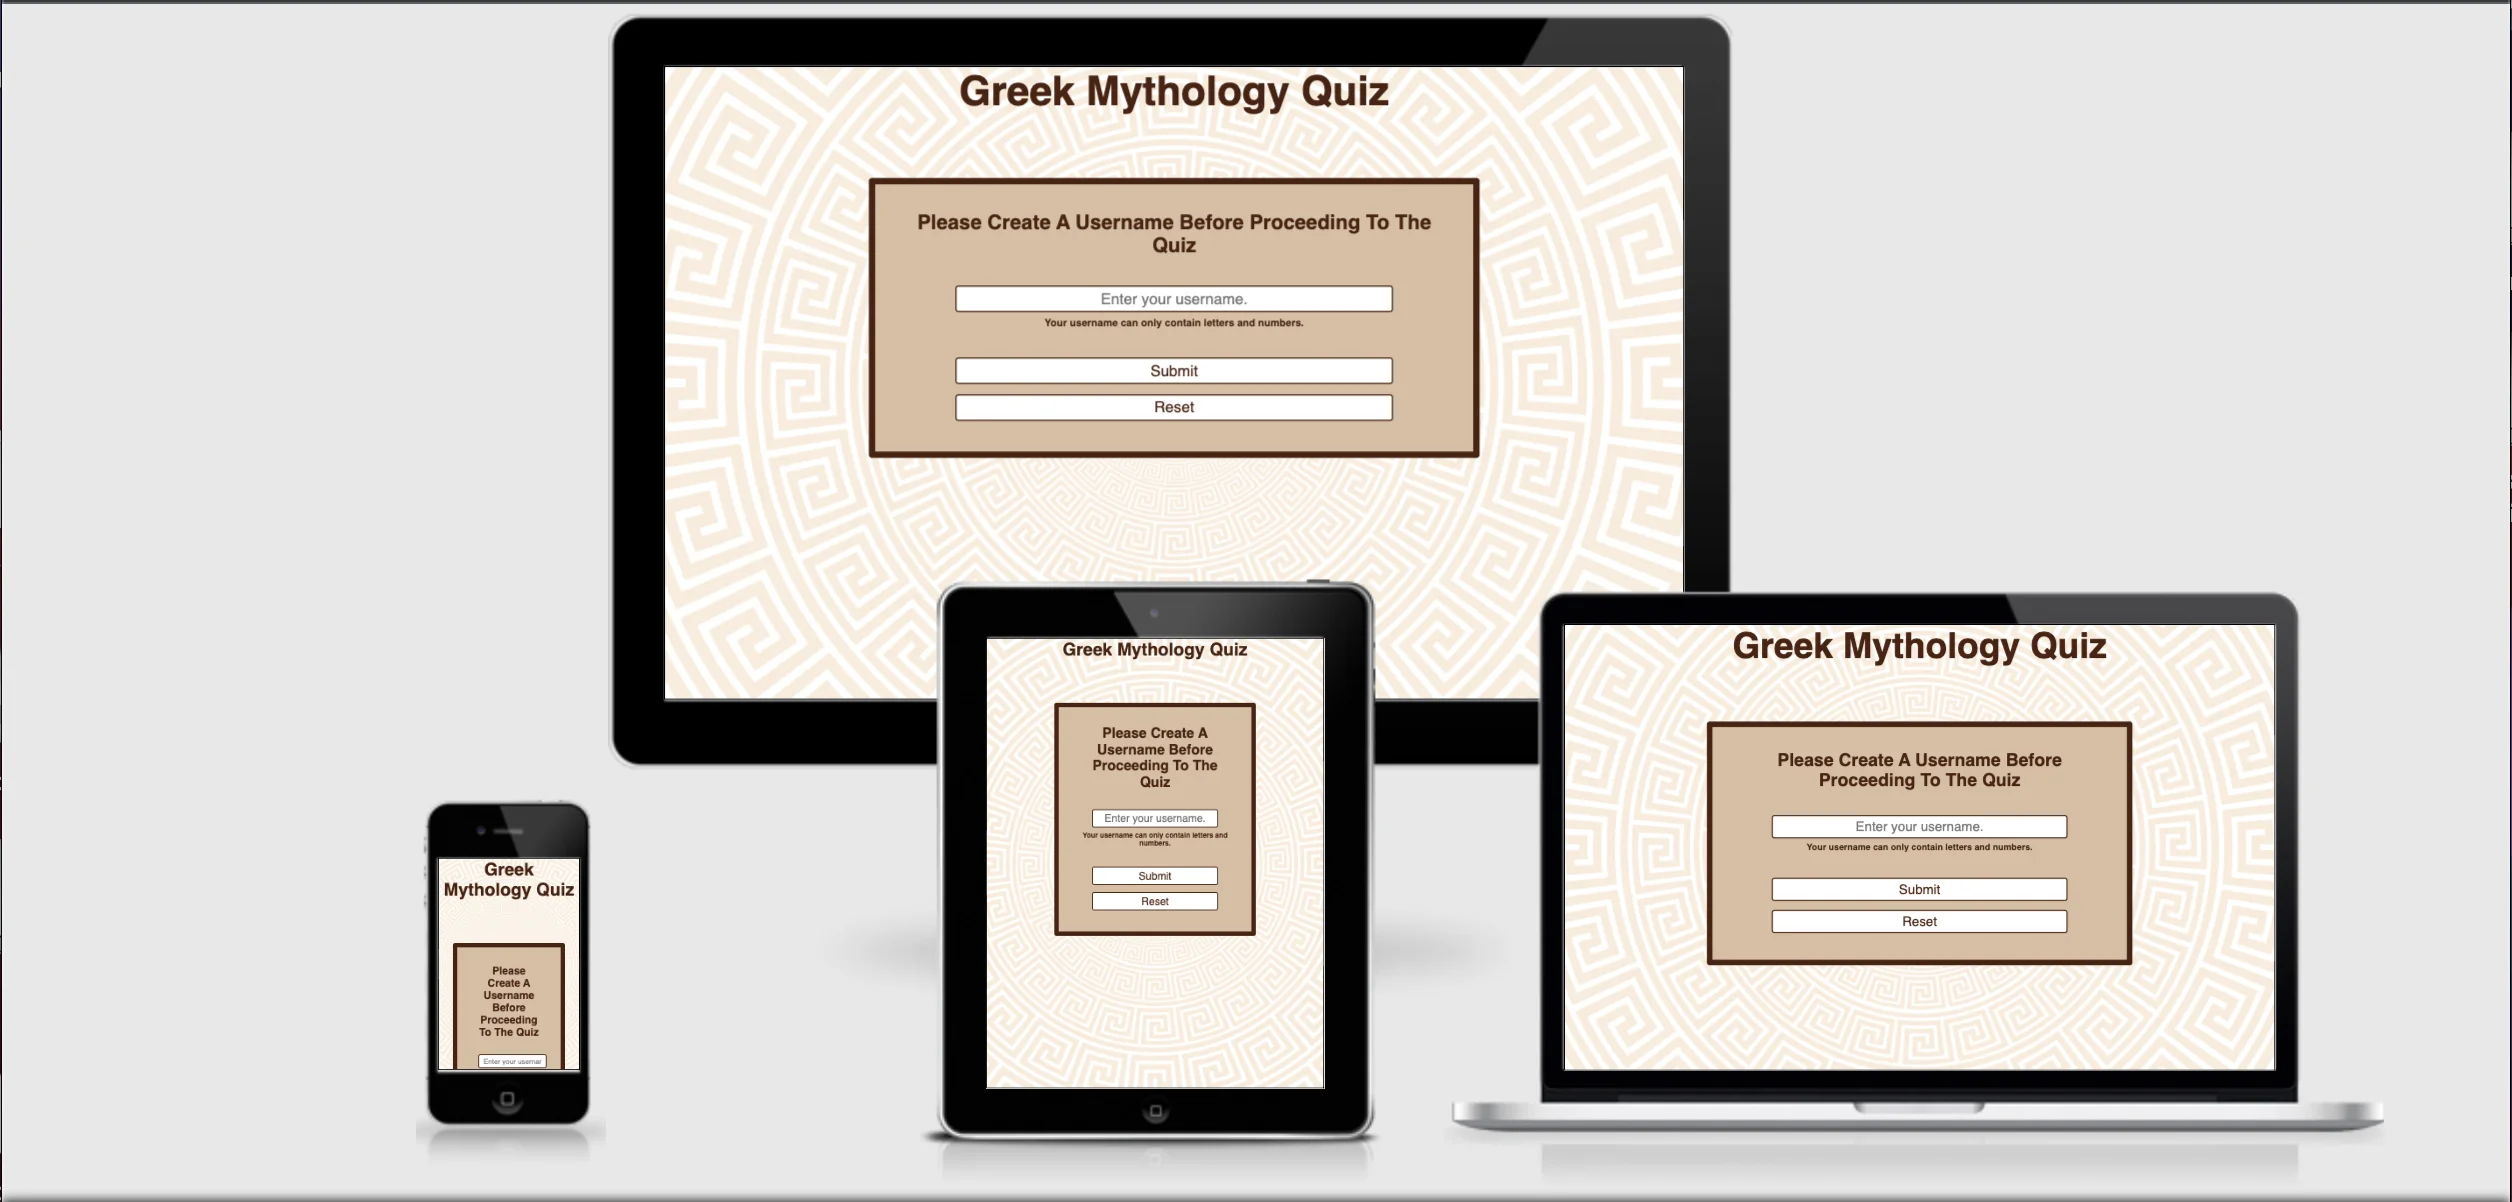 Greek Mythology Quiz
Please Create A Username Before Proceeding To The
Quiz
Enter your username.
Your username can only contain letters and numbers.
Submit
Reset
Greek
Mythology Quiz
Please
Create A
Username
Before
Proceeding
To The Quiz
Enter your usernar
Greek Mythology Quiz
Please Create A
Username Before
Proceeding To The
Quiz
Enter your username.
Your username can only contain letters and
numbers.
Submit
Reset
Greek Mythology Quiz
Please Create A Username Before
Proceeding To The Quiz
Enter your username.
Your username can only contain letters and numbers.
Submit
Reset